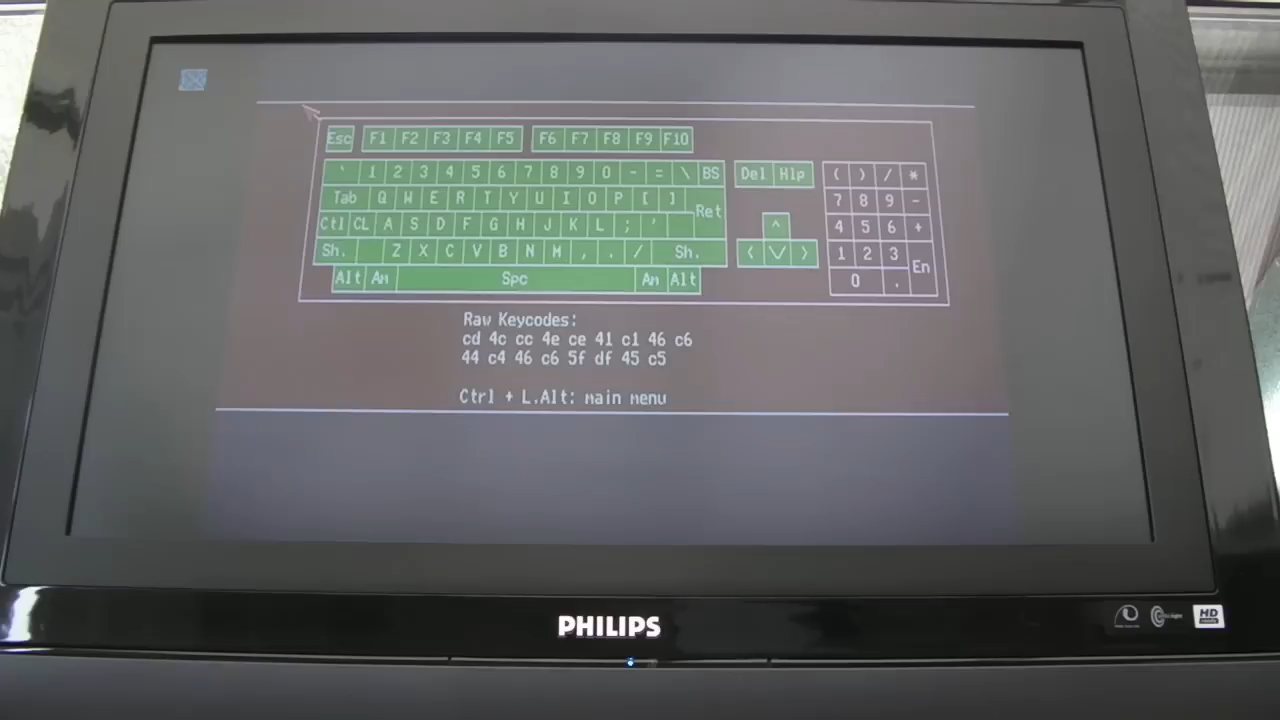 Esc F1 F2 F3 F4 F5 F6 F7 F8 F9 F10
` 1 2 3 4 5 6 7 8 9 0 - = \ BS Del Hlp ( ) / *
Tab Q W E R T Y U I O P [ ] Ret 7 8 9 -
Ctl CL A S D F G H J K L ; ' ^ 4 5 6 +
Sh. Z X C V B N M , . / Sh. < \/ > 1 2 3 En
Alt Am Spc Am Alt 0 .
Raw Keycodes:
cd 4c cc 4e ce 41 c1 46 c6
44 c4 46 c6 5f df 45 c5
Ctrl + L.Alt: main menu
PHILIPS
HD